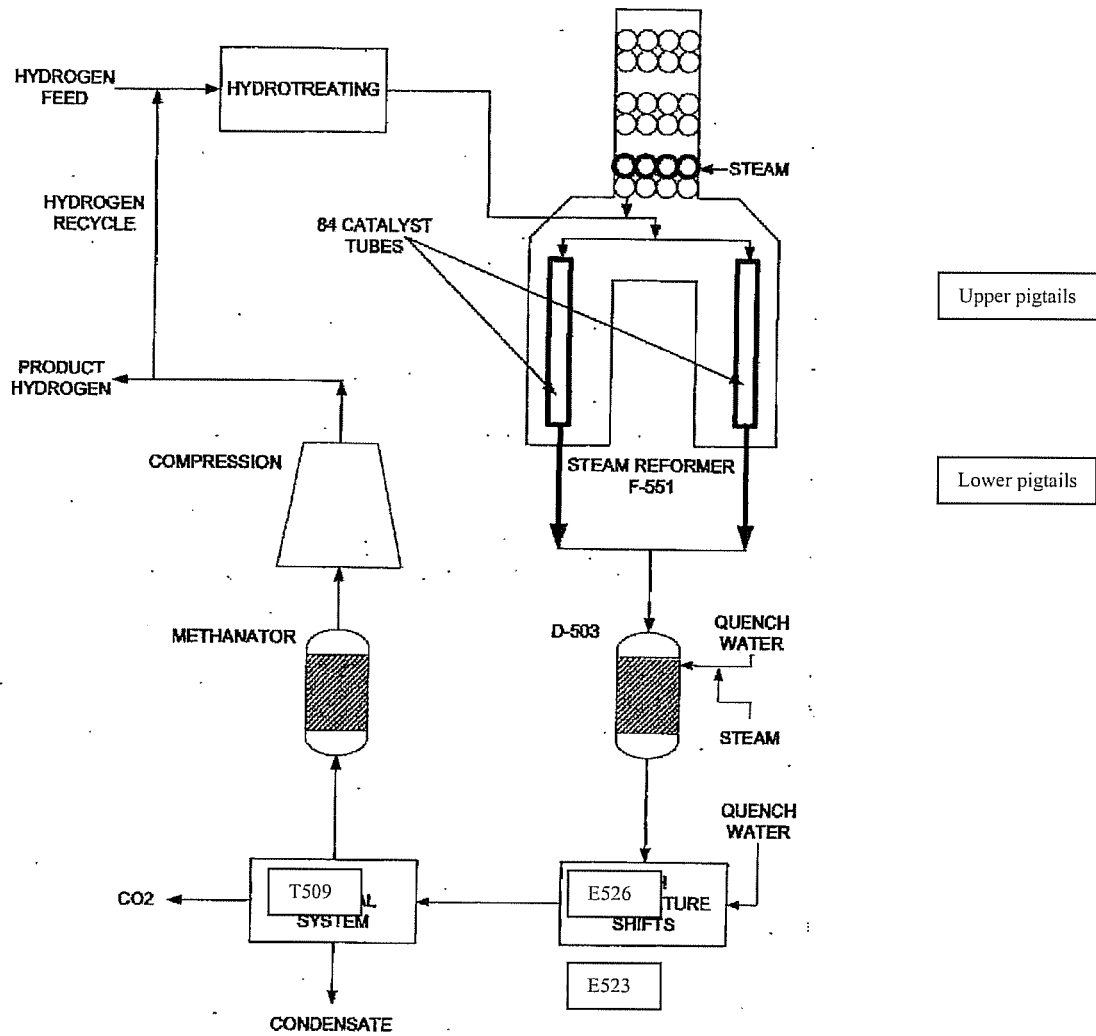 HYDROGEN
FEED
HYDROTREATING
STEAM
HYDROGEN
RECYCLE
84 CATALYST
TUBES
Upper pigtails
PRODUCT
HYDROGEN
COMPRESSION
STEAM REFORMER
F-551
Lower pigtails
METHANATOR
D-503
QUENCH
WATER
STEAM
QUENCH
WATER
CO2
T509
SYSTEM
E526
SHIFTS
E523
CONDENSATE